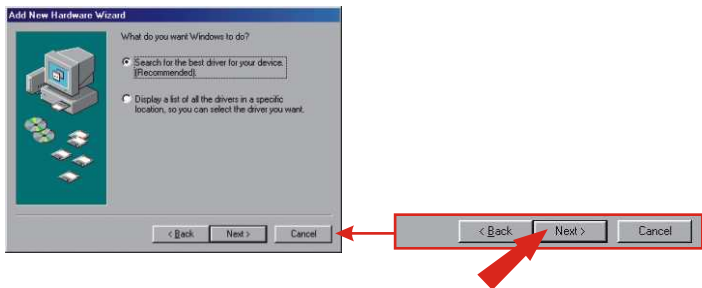 Add New Hardware Wizard
What do you want Windows to do?
Search for the best driver for your device.
(Recommended).
Display a list of all the drivers in a specific
location, so you can select the driver you want.
< Back Next > Cancel
< Back Next > Cancel